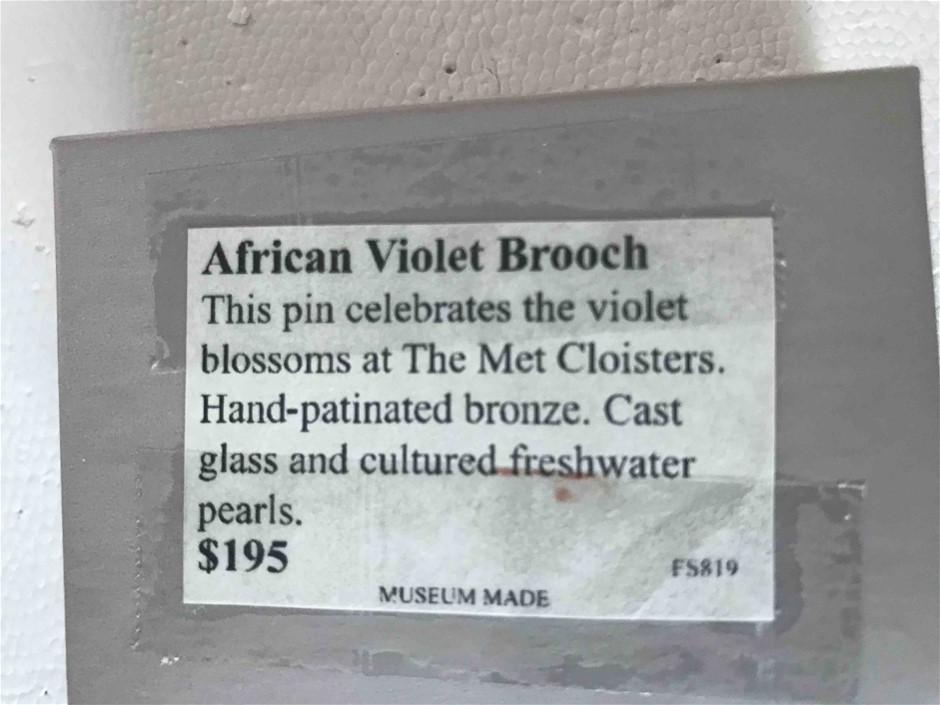 African Violet Brooch
This pin celebrates the violet
blossoms at The Met Cloisters.
Hand-patinated bronze. Cast
glass and cultured freshwater
pearls.
$195
FS819
MUSEUM MADE